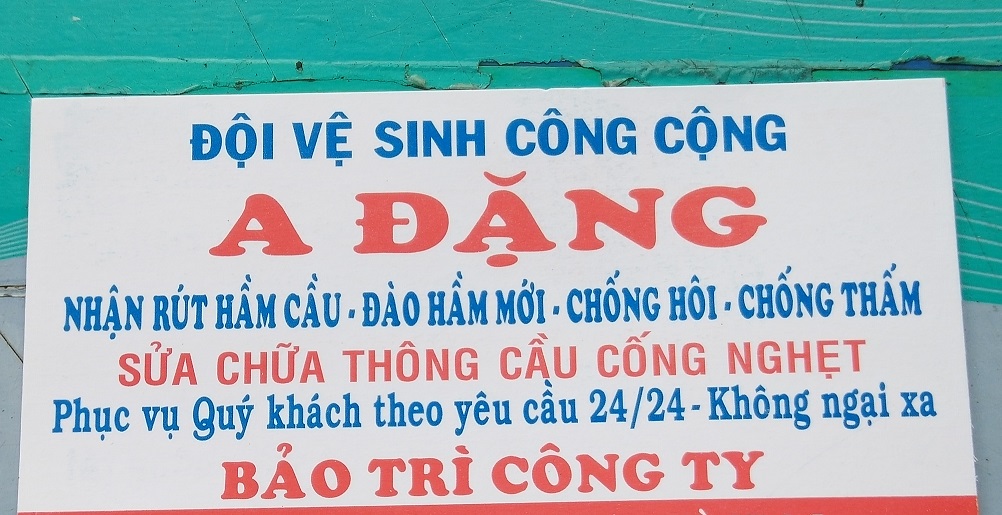 ĐỘI VỆ SINH CÔNG CỘNG
A ĐẶNG
NHẬN RÚT HẦM CẦU - ĐÀO HẦM MỚI - CHỐNG HÔI - CHỐNG THẤM
SỬA CHỮA THÔNG CẦU CỐNG NGHẸT
Phục vụ Quý khách theo yêu cầu 24/24 - Không ngại xa
BẢO TRÌ CÔNG TY